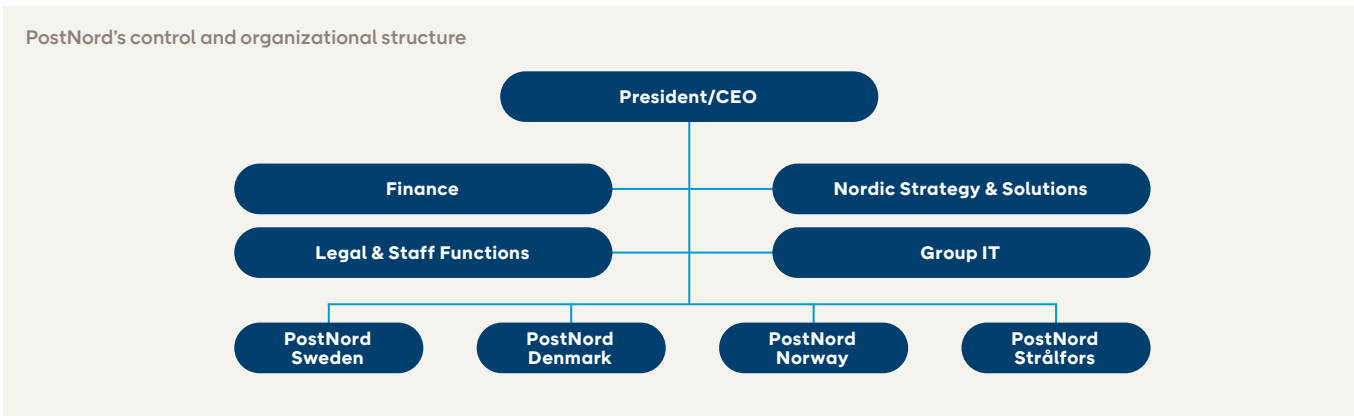 PostNord's control and organizational structure
President/CEO
Finance
Nordic Strategy & Solutions
Legal & Staff Functions
Group IT
PostNord
Sweden
PostNord
Denmark
PostNord
Norway
PostNord
Strålfors